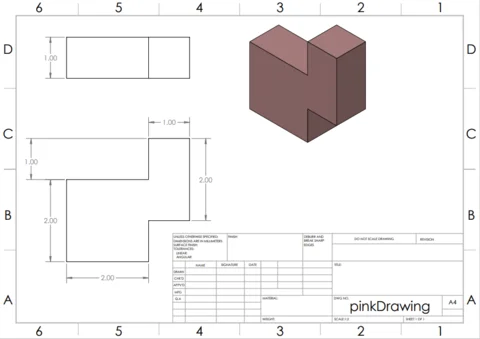 6 5 4 3 2 1
D D
1.00
1.00
C C
1.00
2.00
B B
2.00
UNLESS OTHERWISE SPECIFIED: FINISH: DEBURR AND
DIMENSIONS ARE IN MILLIMETERS BREAK SHARP DO NOT SCALE DRAWING REVISION
SURFACE FINISH: EDGES
TOLERANCES:
LINEAR:
ANGULAR:
2.00
NAME SIGNATURE DATE TITLE:
DRAWN
CHK'D
APPV'D
MFG
Q.A MATERIAL: DWG NO.
A A
pinkDrawing A4
WEIGHT: SCALE:1:2 SHEET 1 OF 1
6 5 4 3 2 1